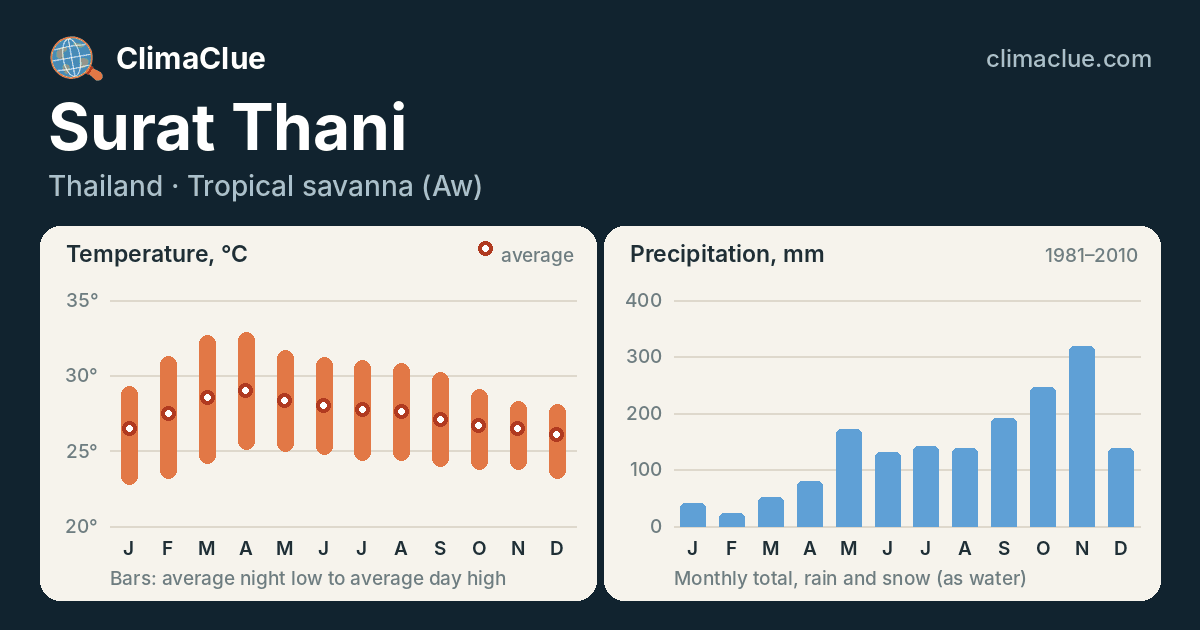 ClimaClue
climaclue.com
Surat Thani
Thailand · Tropical savanna (Aw)
Temperature, °C
average
35°
30°
25°
20°
J F M A M J J A S O N D
Bars: average night low to average day high
Precipitation, mm
1981–2010
400
300
200
100
0
J F M A M J J A S O N D
Monthly total, rain and snow (as water)